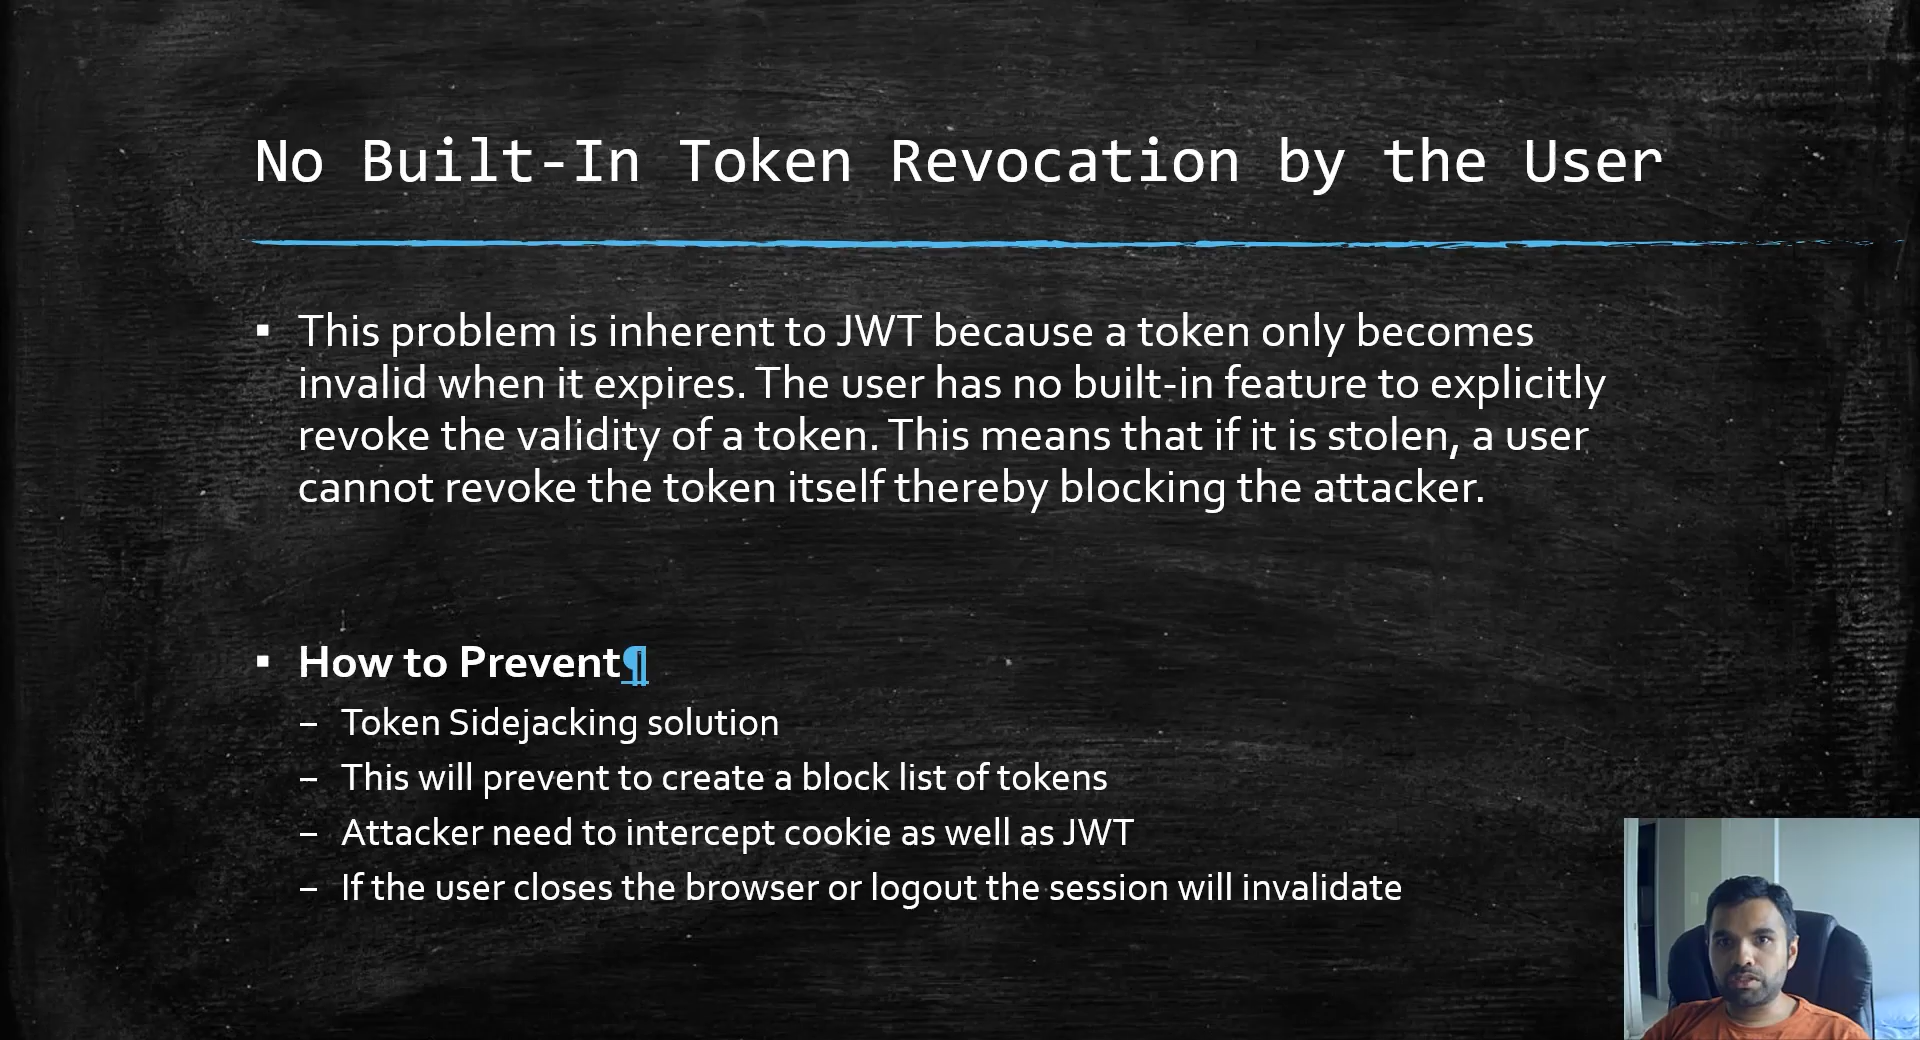 No Built-In Token Revocation by the User
▪ This problem is inherent to JWT because a token only becomes
invalid when it expires. The user has no built-in feature to explicitly
revoke the validity of a token. This means that if it is stolen, a user
cannot revoke the token itself thereby blocking the attacker.
▪ How to Prevent¶
– Token Sidejacking solution
– This will prevent to create a block list of tokens
– Attacker need to intercept cookie as well as JWT
– If the user closes the browser or logout the session will invalidate